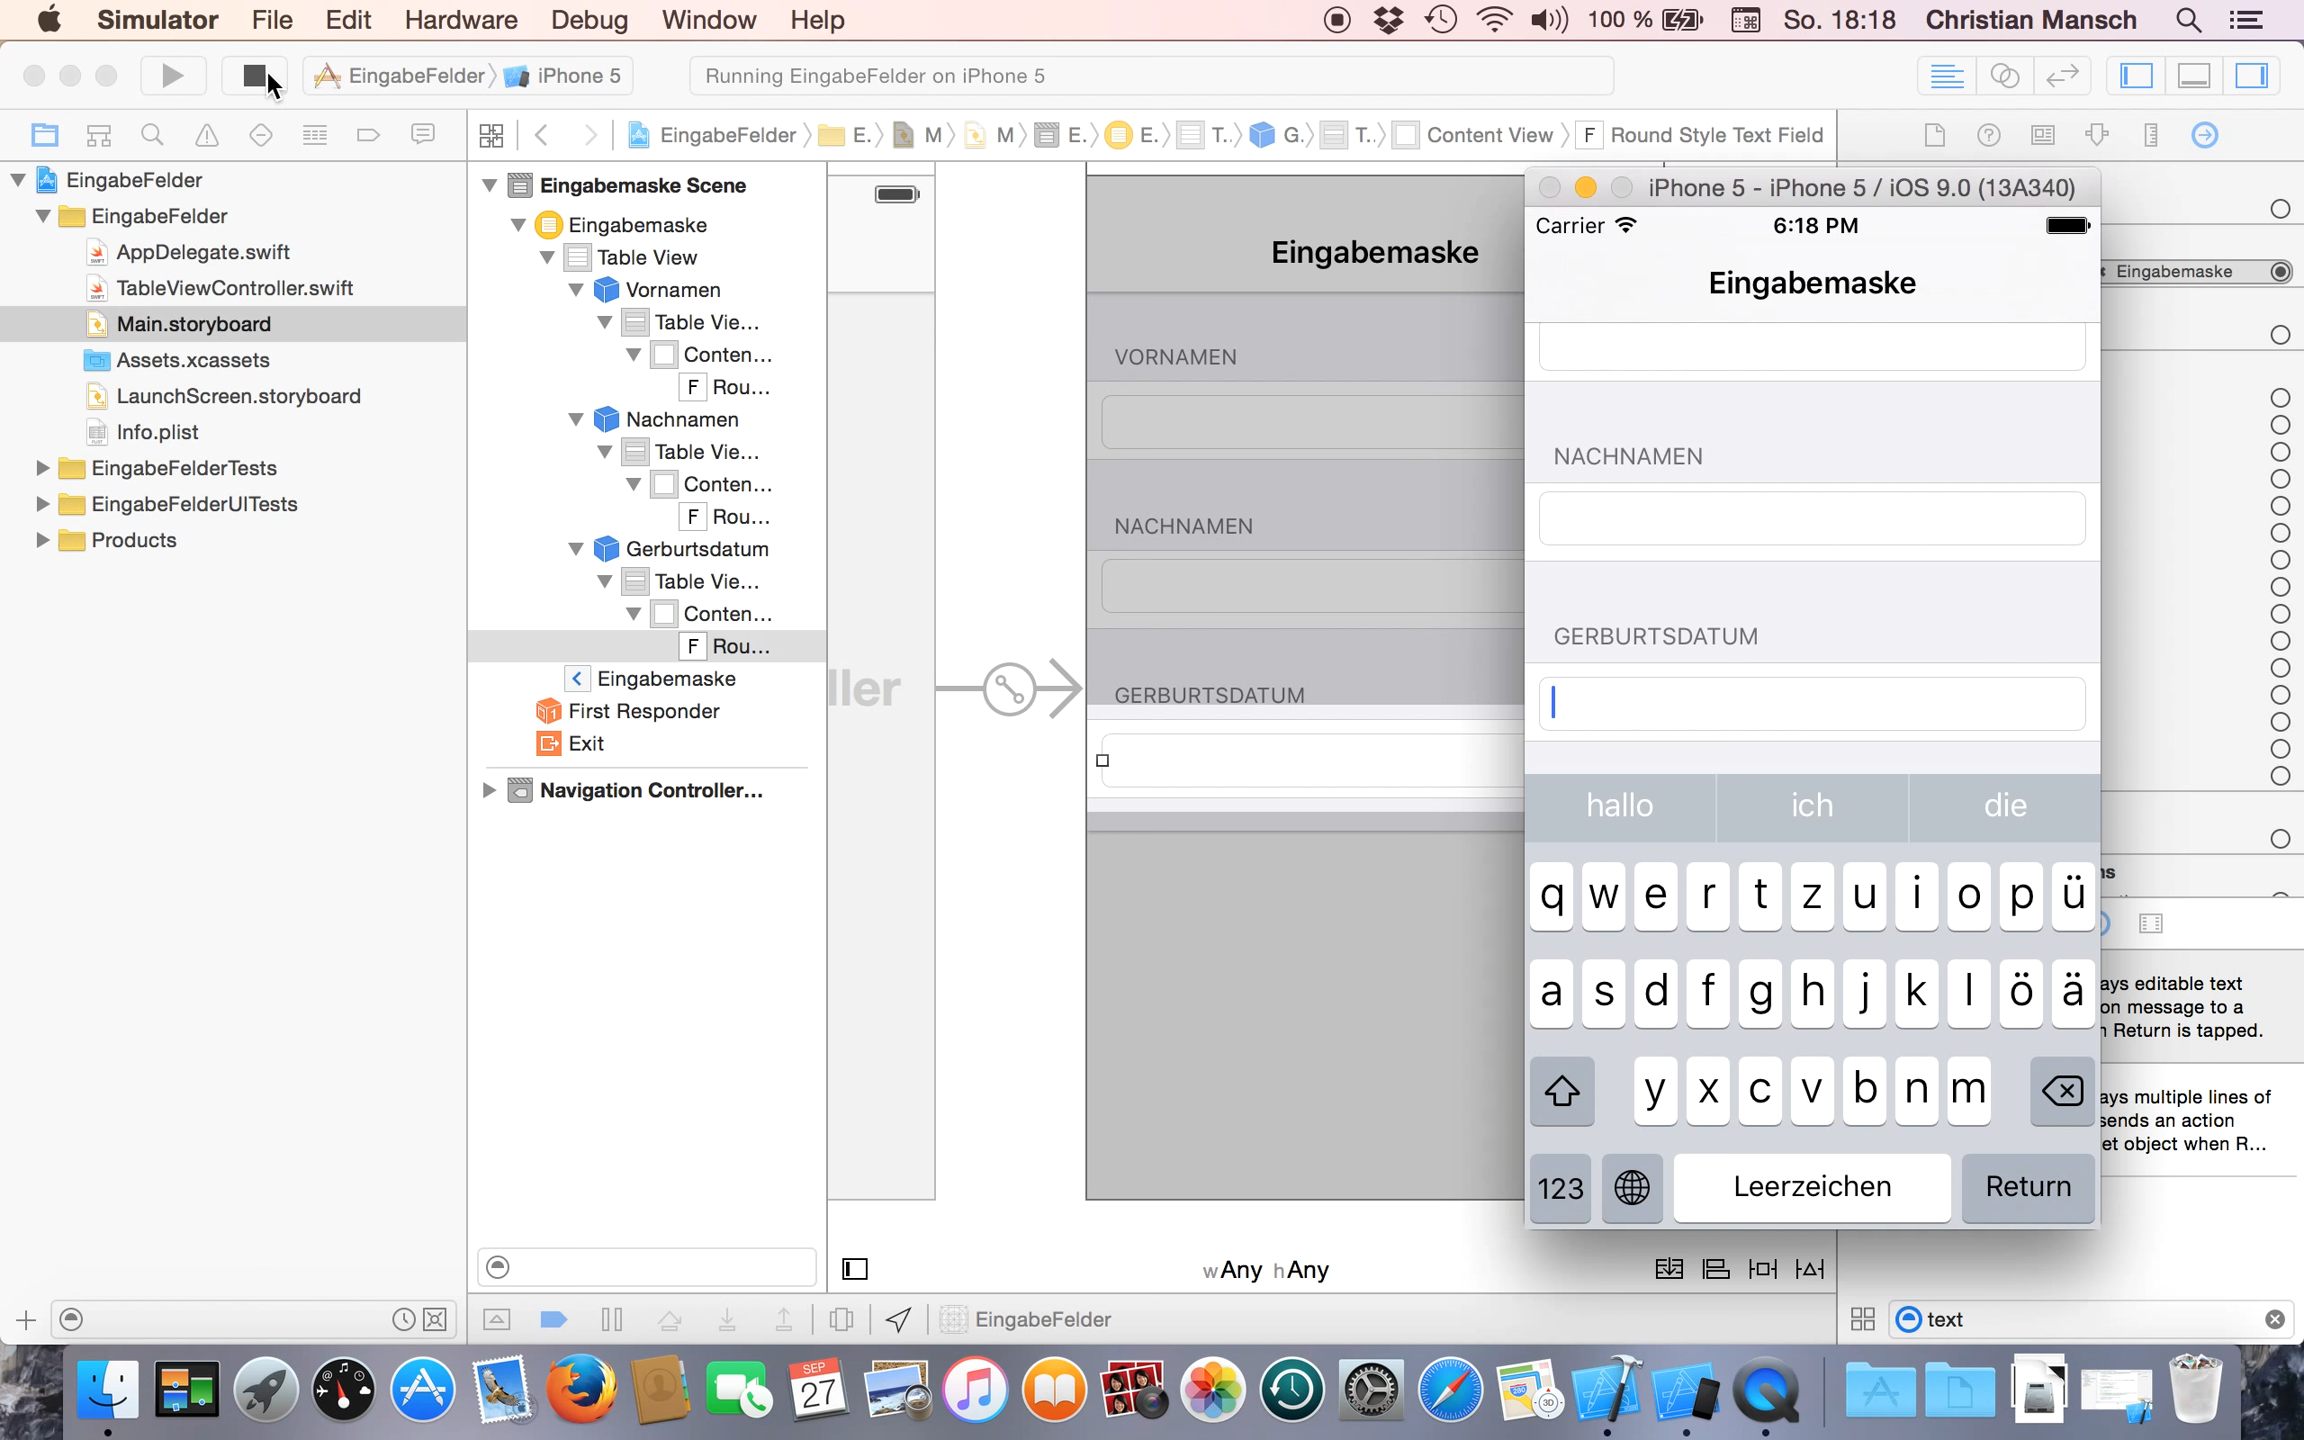 Simulator File Edit Hardware Debug Window Help 100 % So. 18:18 Christian Mansch
EingabeFelder iPhone 5 Running EingabeFelder on iPhone 5
EingabeFelder E. M M E. E. T. G. T. Content View F Round Style Text Field
EingabeFelder
EingabeFelder
AppDelegate.swift
TableViewController.swift
Main.storyboard
Assets.xcassets
LaunchScreen.storyboard
Info.plist
EingabeFelderTests
EingabeFelderUITests
Products
Eingabemaske Scene
Eingabemaske
Table View
Vornamen
Table Vie...
Conten...
F Rou...
Nachnamen
Table Vie...
Conten...
F Rou...
Gerburtsdatum
Table Vie...
Conten...
F Rou...
Eingabemaske
First Responder
Exit
Navigation Controller...
ller
Eingabemaske
VORNAMEN
NACHNAMEN
GERBURTSDATUM
iPhone 5 - iPhone 5 / iOS 9.0 (13A340)
Carrier 6:18 PM
Eingabemaske
NACHNAMEN
GERBURTSDATUM
hallo ich die
q w e r t z u i o p ü
a s d f g h j k l ö ä
y x c v b n m
123 Leerzeichen Return
Eingabemaske
ns
ays editable text
on message to a
n Return is tapped.
ays multiple lines of
sends an action
et object when R...
wAny hAny
EingabeFelder
text
SEP
27
280
3D